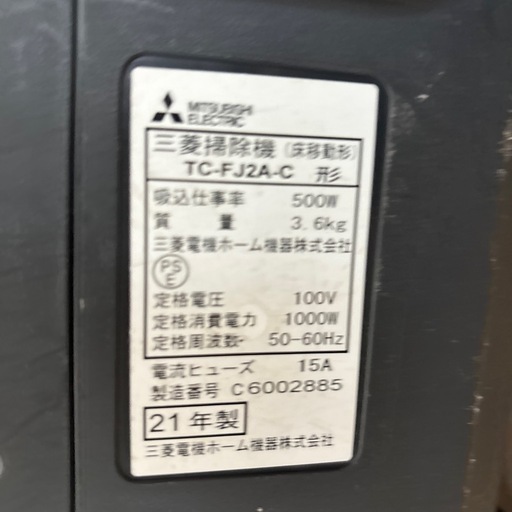 MITSUBISHI
ELECTRIC
三菱掃除機(床移動形)
TC-FJ2A-C 形
吸込仕事率 500W
質量 3.6kg
三菱電機ホーム機器株式会社
PS
E
定格電圧 100V
定格消費電力 1000W
定格周波数 50-60Hz
電流ヒューズ 15A
製造番号 C6002885
21年製
三菱電機ホーム機器株式会社